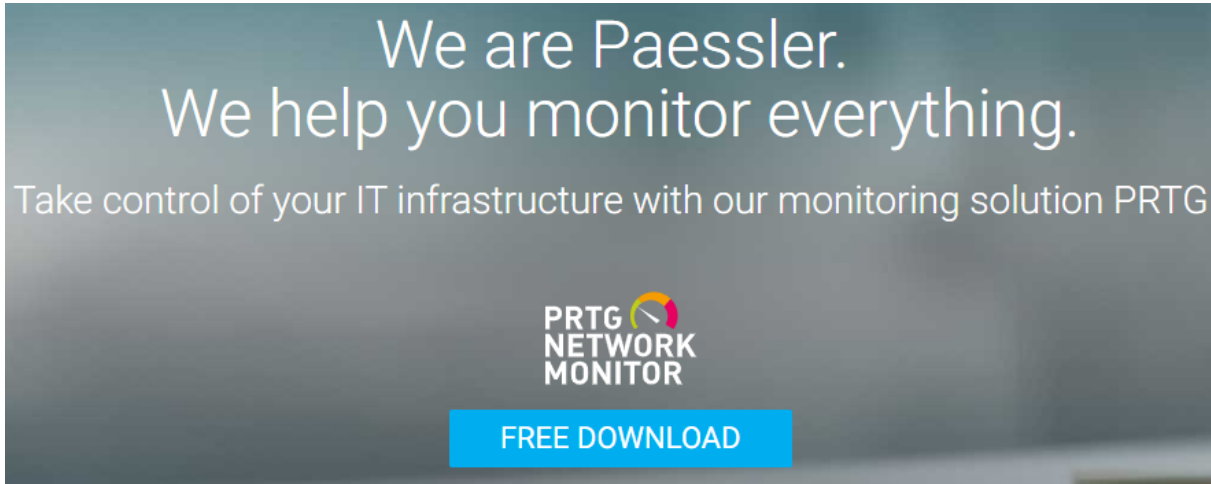 We are Paessler.
We help you monitor everything.
Take control of your IT infrastructure with our monitoring solution PRTG
PRTG
NETWORK
MONITOR
FREE DOWNLOAD